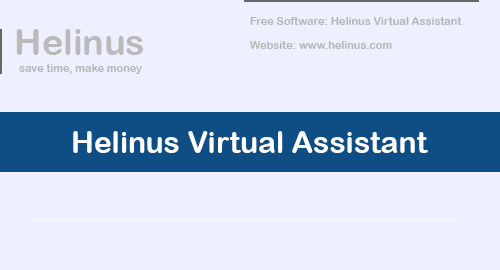 Helinus
save time, make money
Free Software: Helinus Virtual Assistant
Website: www.helinus.com
Helinus Virtual Assistant